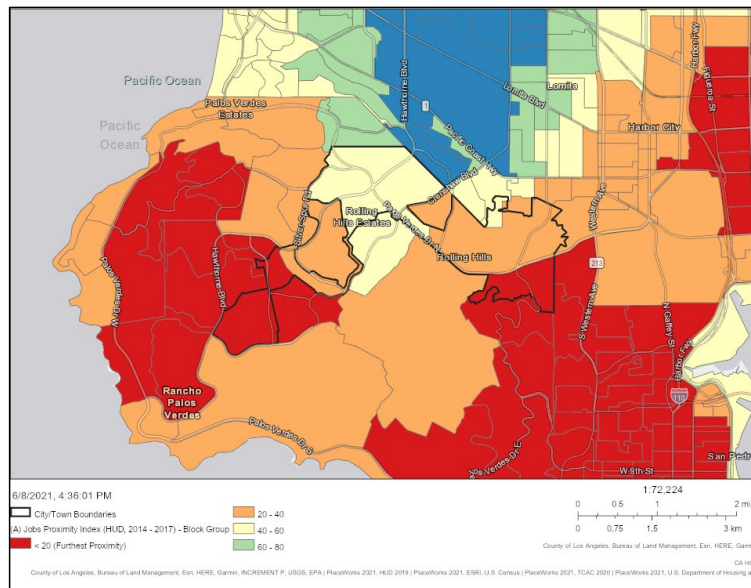 Pacific Ocean
Pacific
Ocean
Palos Verdes
Estates
Hawthorne Blvd
1
Lomita
Lomita Blvd
Pacific Coast Hwy
Harbor Fwy
Figueroa St
Harbor City
Crenshaw Blvd
Western Ave
Silver Spur Rd
Rolling
Hills Estates
Palos Verdes Dr N
Rolling Hills
213
Hawthorne Blvd
Palos Verdes Dr W
S Western Ave
N Gaffey St
Harbor Fwy
110
Rancho
Palos
Verdes
Palos Verdes Dr S
Verdes Dr E
San Pedr
W 9th St
6/8/2021, 4:36:01 PM
City/Town Boundaries
(A) Jobs Proximity Index (HUD, 2014 - 2017) - Block Group
< 20 (Furthest Proximity)
20 - 40
40 - 60
60 - 80
1:72,224
0 0.5 1 2 mi
0 0.75 1.5 3 km
County of Los Angeles, Bureau of Land Management, Esri, HERE, Garm
CA H
County of Los Angeles, Bureau of Land Management, Esri, HERE, Garmin, INCREMENT P, USGS, EPA | PlaceWorks 2021, HUD 2019 | PlaceWorks 2021, ESRI, U.S. Census | PlaceWorks 2021, TCAC 2020 | PlaceWorks 2021, U.S. Department of Housing a